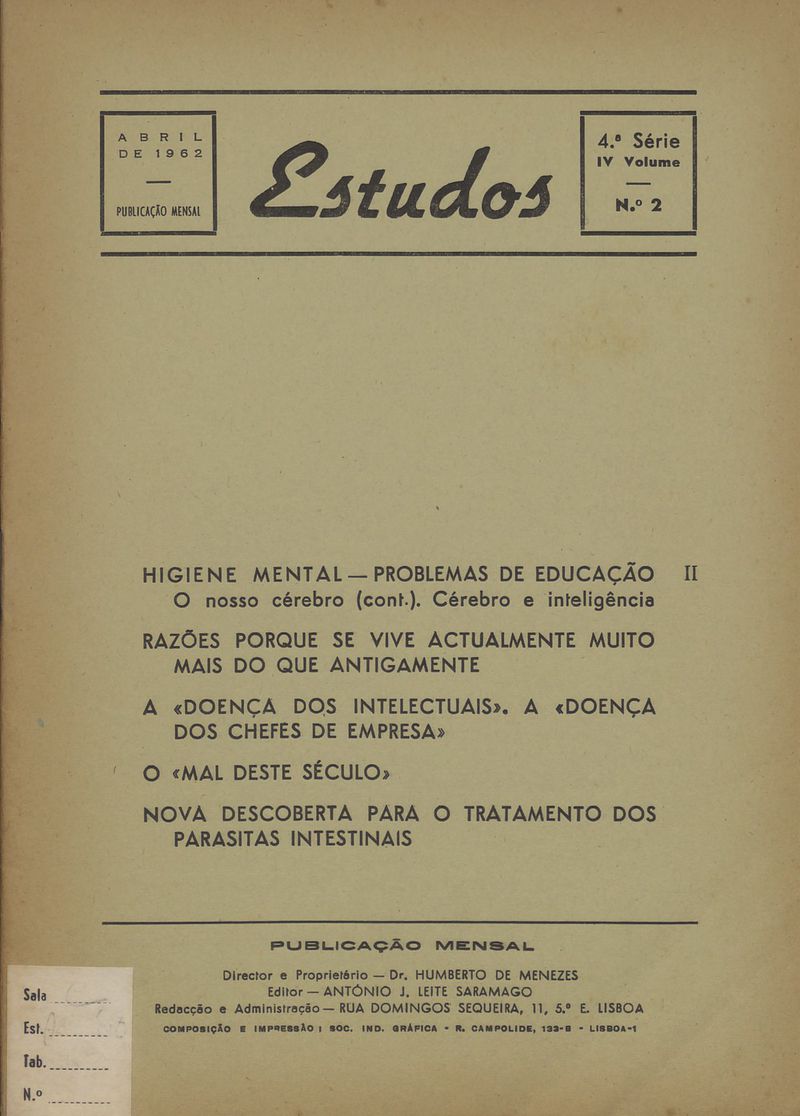 ABRIL
DE 1962
PUBLICAÇÃO MENSAL
Estudos
4.ª Série
IV Volume
N.º 2
HIGIENE MENTAL — PROBLEMAS DE EDUCAÇÃO II
O nosso cérebro (cont.). Cérebro e inteligência
RAZÕES PORQUE SE VIVE ACTUALMENTE MUITO
MAIS DO QUE ANTIGAMENTE
A «DOENÇA DOS INTELECTUAIS». A «DOENÇA
DOS CHEFES DE EMPRESA»
O «MAL DESTE SÉCULO»
NOVA DESCOBERTA PARA O TRATAMENTO DOS
PARASITAS INTESTINAIS
PUBLICAÇÃO MENSAL
Director e Proprietário — Dr. HUMBERTO DE MENEZES
Editor — ANTÓNIO J. LEITE SARAMAGO
Redacção e Administração — RUA DOMINGOS SEQUEIRA, 11, 5.º E. LISBOA
COMPOSIÇÃO E IMPRESSÃO: SOC. IND. GRÁFICA - R. CAMPOLIDE, 133-B - LISBOA-1
Sala
Est.
Tab.
N.º